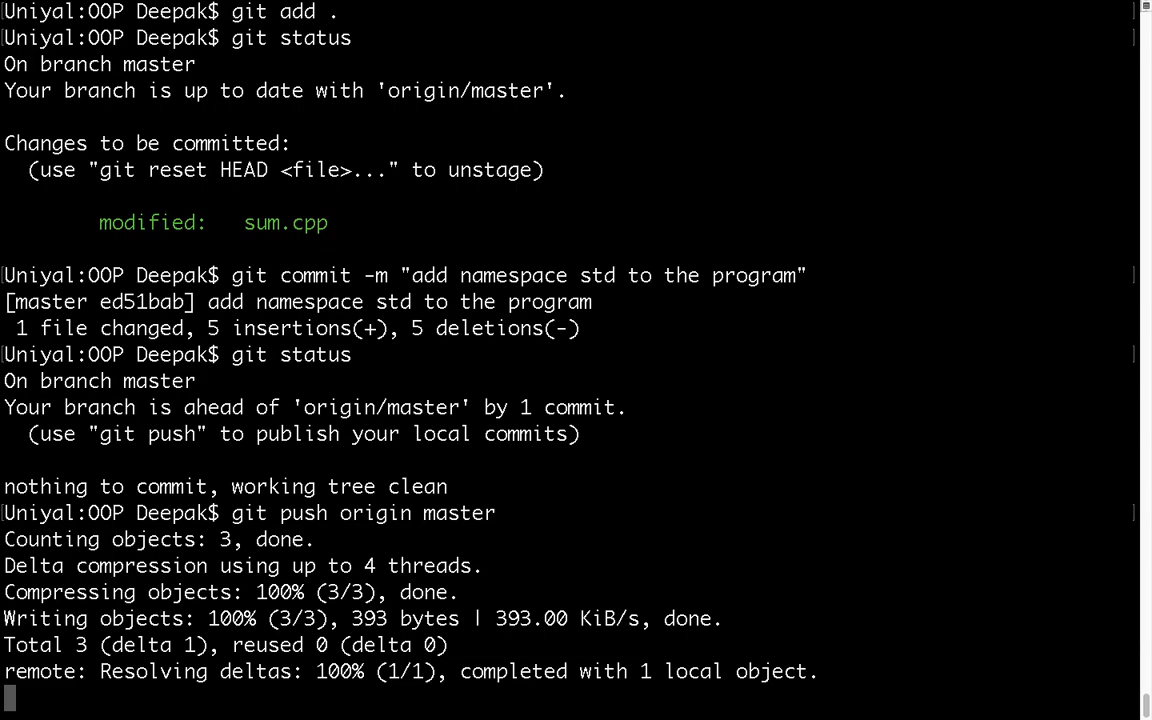 Uniyal:OOP Deepak$ git add .
Uniyal:OOP Deepak$ git status
On branch master
Your branch is up to date with 'origin/master'.
Changes to be committed:
(use "git reset HEAD <file>..." to unstage)
modified: sum.cpp
Uniyal:OOP Deepak$ git commit -m "add namespace std to the program"
[master ed51bab] add namespace std to the program
1 file changed, 5 insertions(+), 5 deletions(-)
Uniyal:OOP Deepak$ git status
On branch master
Your branch is ahead of 'origin/master' by 1 commit.
(use "git push" to publish your local commits)
nothing to commit, working tree clean
Uniyal:OOP Deepak$ git push origin master
Counting objects: 3, done.
Delta compression using up to 4 threads.
Compressing objects: 100% (3/3), done.
Writing objects: 100% (3/3), 393 bytes | 393.00 KiB/s, done.
Total 3 (delta 1), reused 0 (delta 0)
remote: Resolving deltas: 100% (1/1), completed with 1 local object.